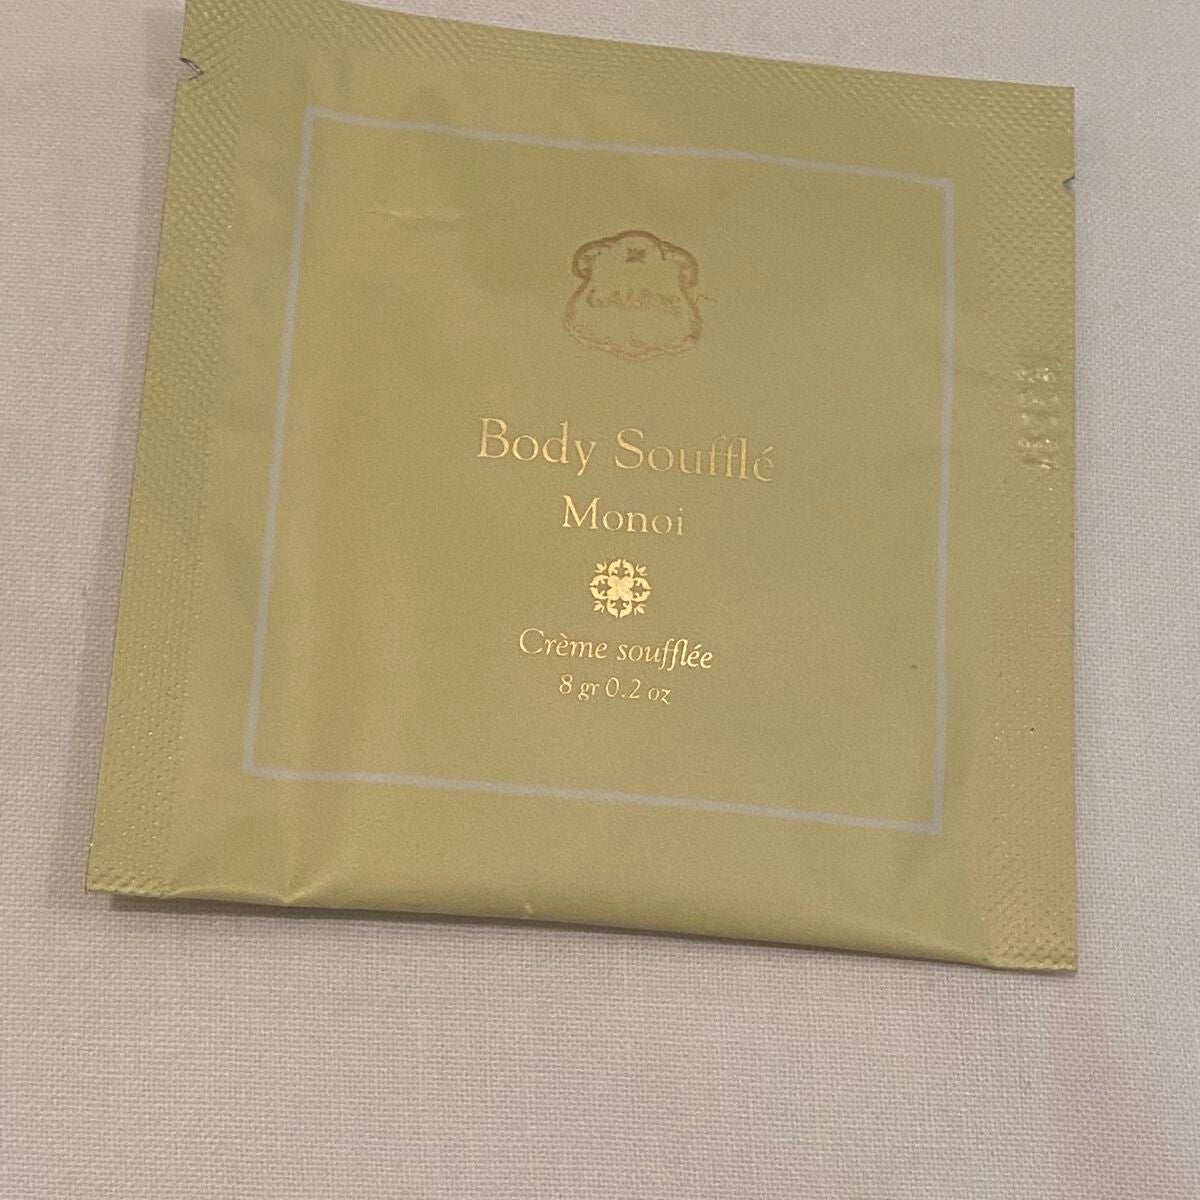 Body Soufflé
Monoi
Crème soufflée
8 gr 0.2 oz